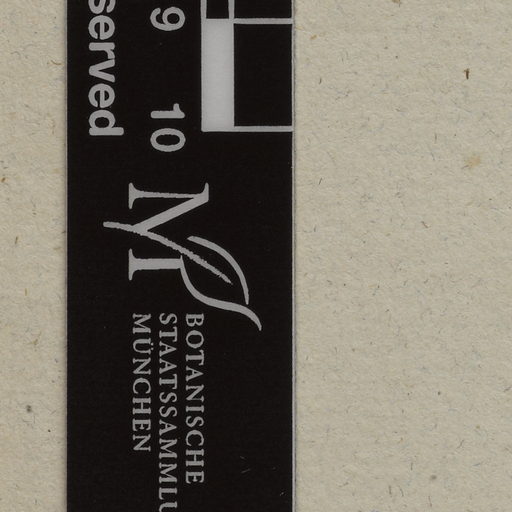 served
9 10
BOTANISCHE
STAATSSAMMLU
MÜNCHEN